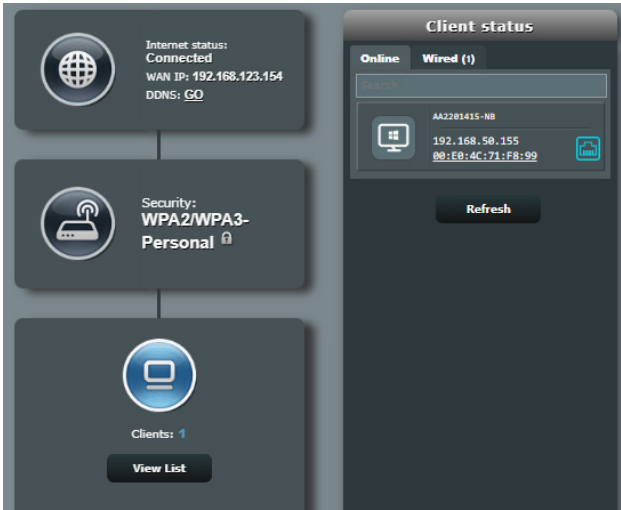 Internet status:
Connected
WAN IP: 192.168.123.154
DDNS: GO
Security:
WPA2/WPA3-
Personal
Clients: 1
View List
Client status
Online
Wired (1)
Search
AA2201415-NB
192.168.50.155
00:E0:4C:71:F8:99
Refresh